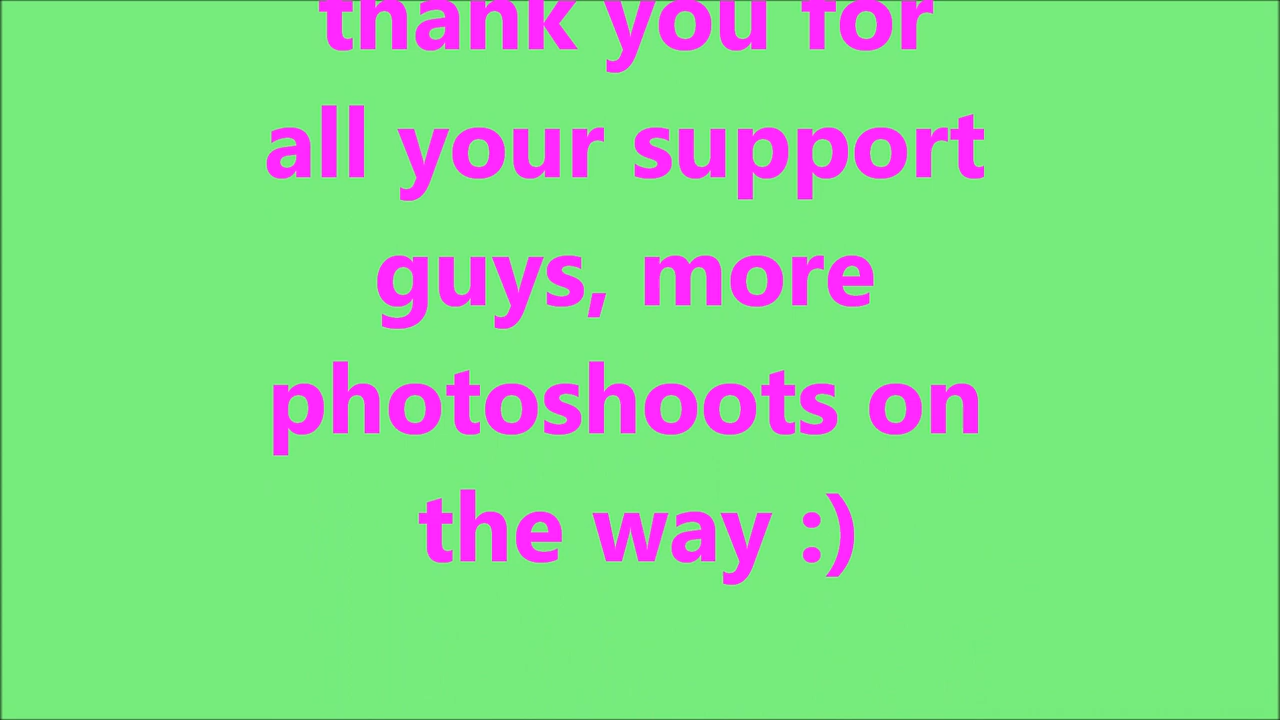 thank you for
all your support
guys, more
photoshoots on
the way :)